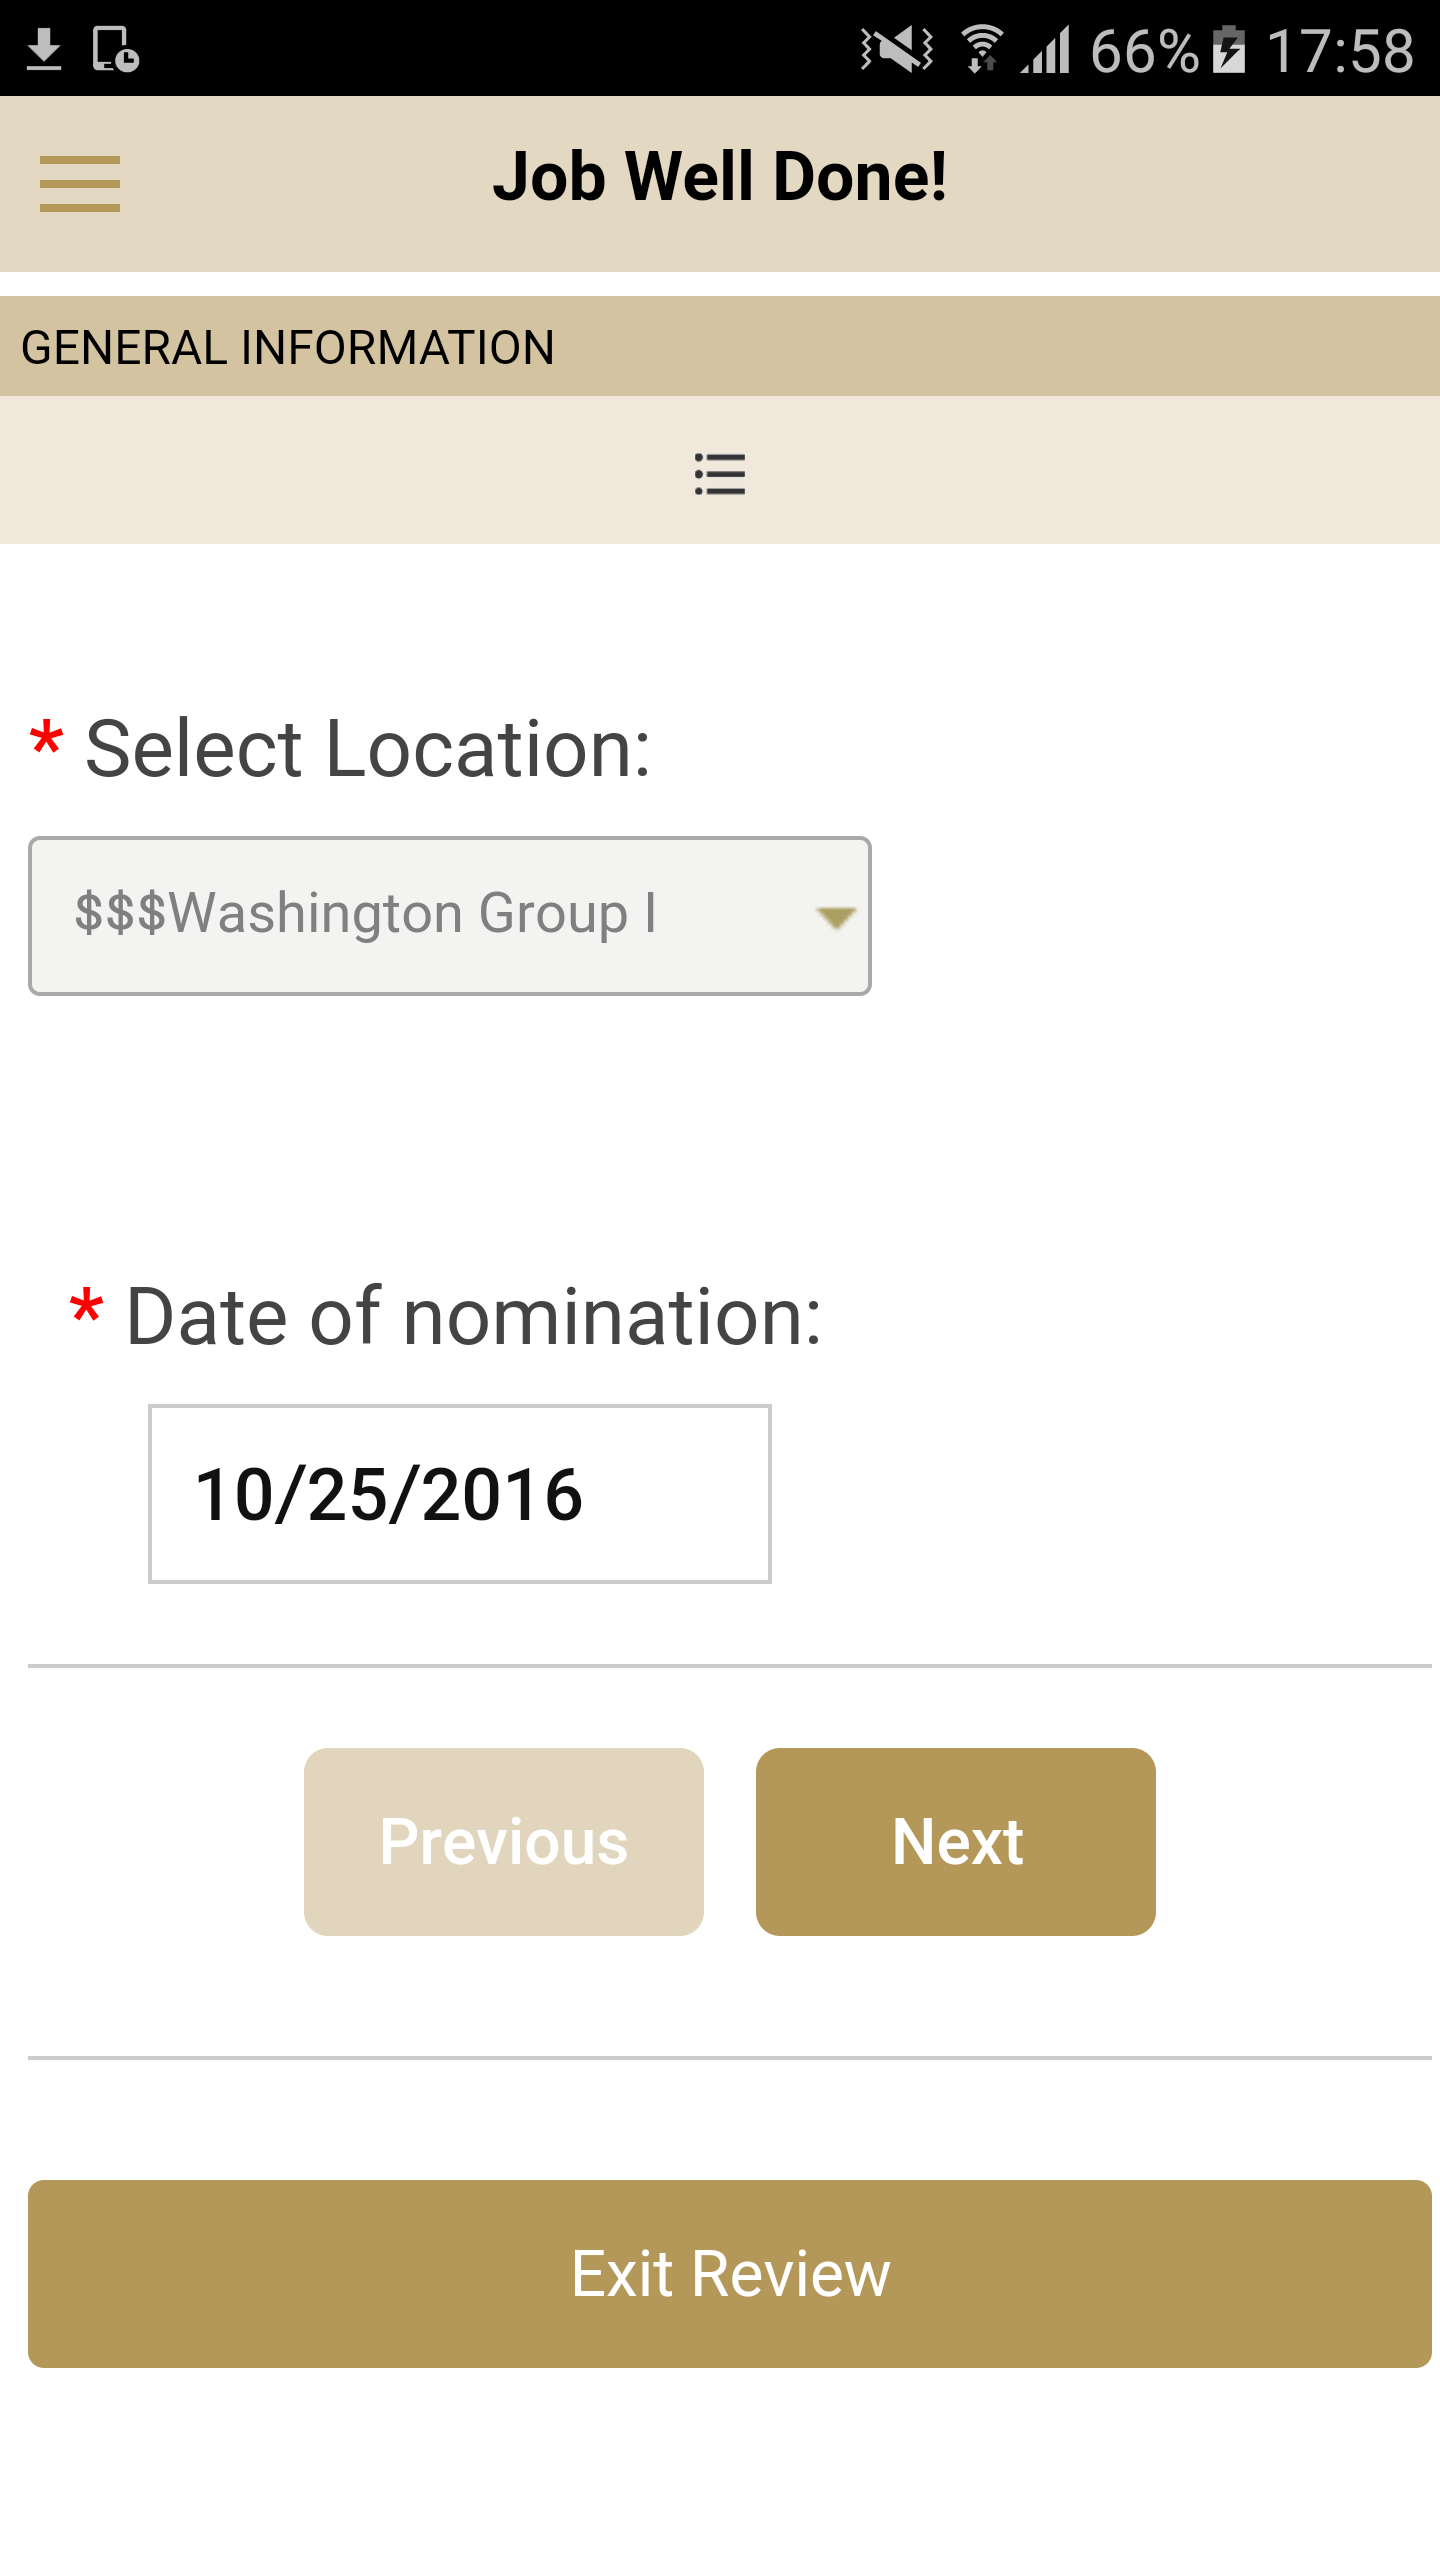 66% 17:58
Job Well Done!
GENERAL INFORMATION
* Select Location:
$$$Washington Group I
* Date of nomination:
10/25/2016
Previous Next
Exit Review